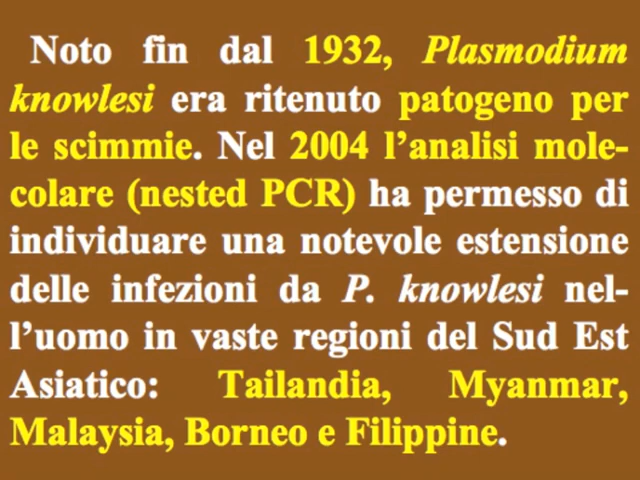 Noto fin dal 1932, Plasmodium
knowlesi era ritenuto patogeno per
le scimmie. Nel 2004 l’analisi mole-
colare (nested PCR) ha permesso di
individuare una notevole estensione
delle infezioni da P. knowlesi nel-
l’uomo in vaste regioni del Sud Est
Asiatico: Tailandia, Myanmar,
Malaysia, Borneo e Filippine.